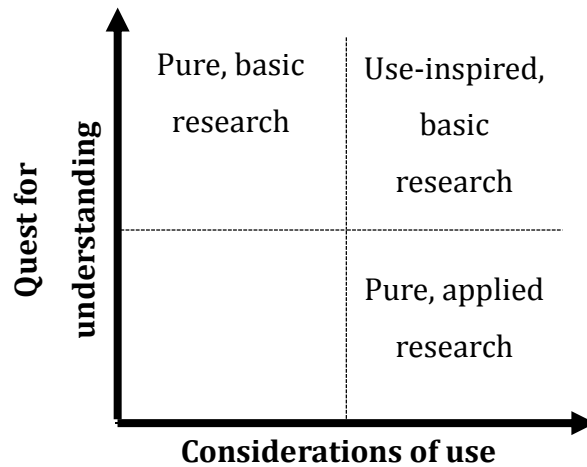 Pure, basic
research
Use-inspired,
basic
research
Quest for
understanding
Pure, applied
research
Considerations of use